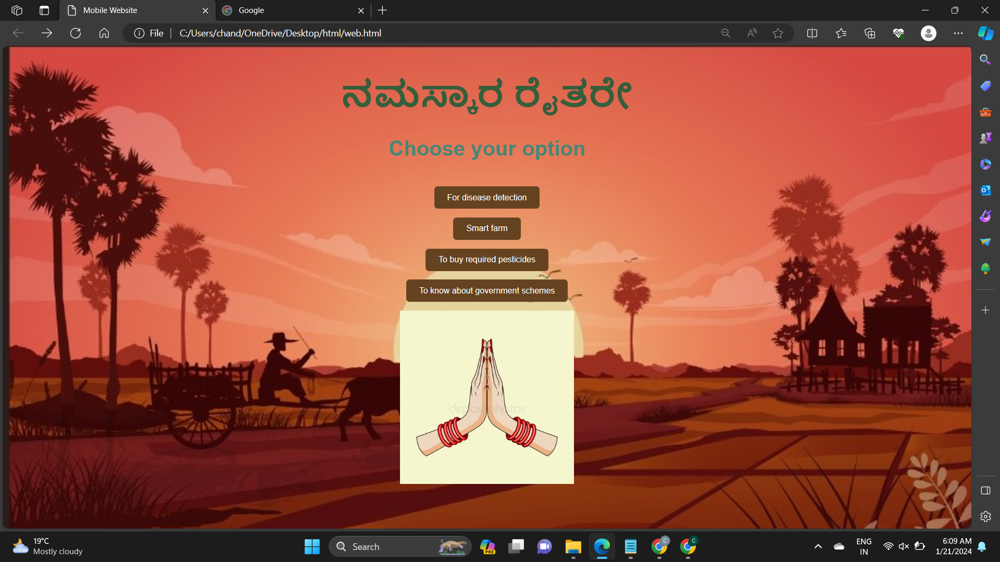 Mobile Website
Google
File
C:/Users/chand/OneDrive/Desktop/html/web.html
ನಮಸ್ಕಾರ ರೈತರೇ
Choose your option
For disease detection
Smart farm
To buy required pesticides
To know about government schemes
depositphotos
19°C
Mostly cloudy
Search
PRE
C
C
ENG
IN
6:09 AM
1/21/2024